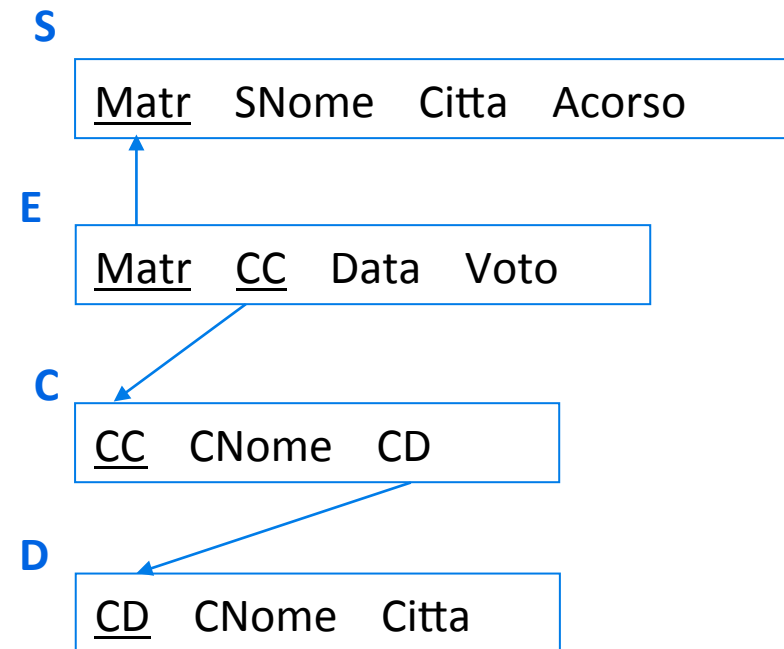 S
Matr SNome Citta Acorso
E
Matr CC Data Voto
C
CC CNome CD
D
CD CNome Citta